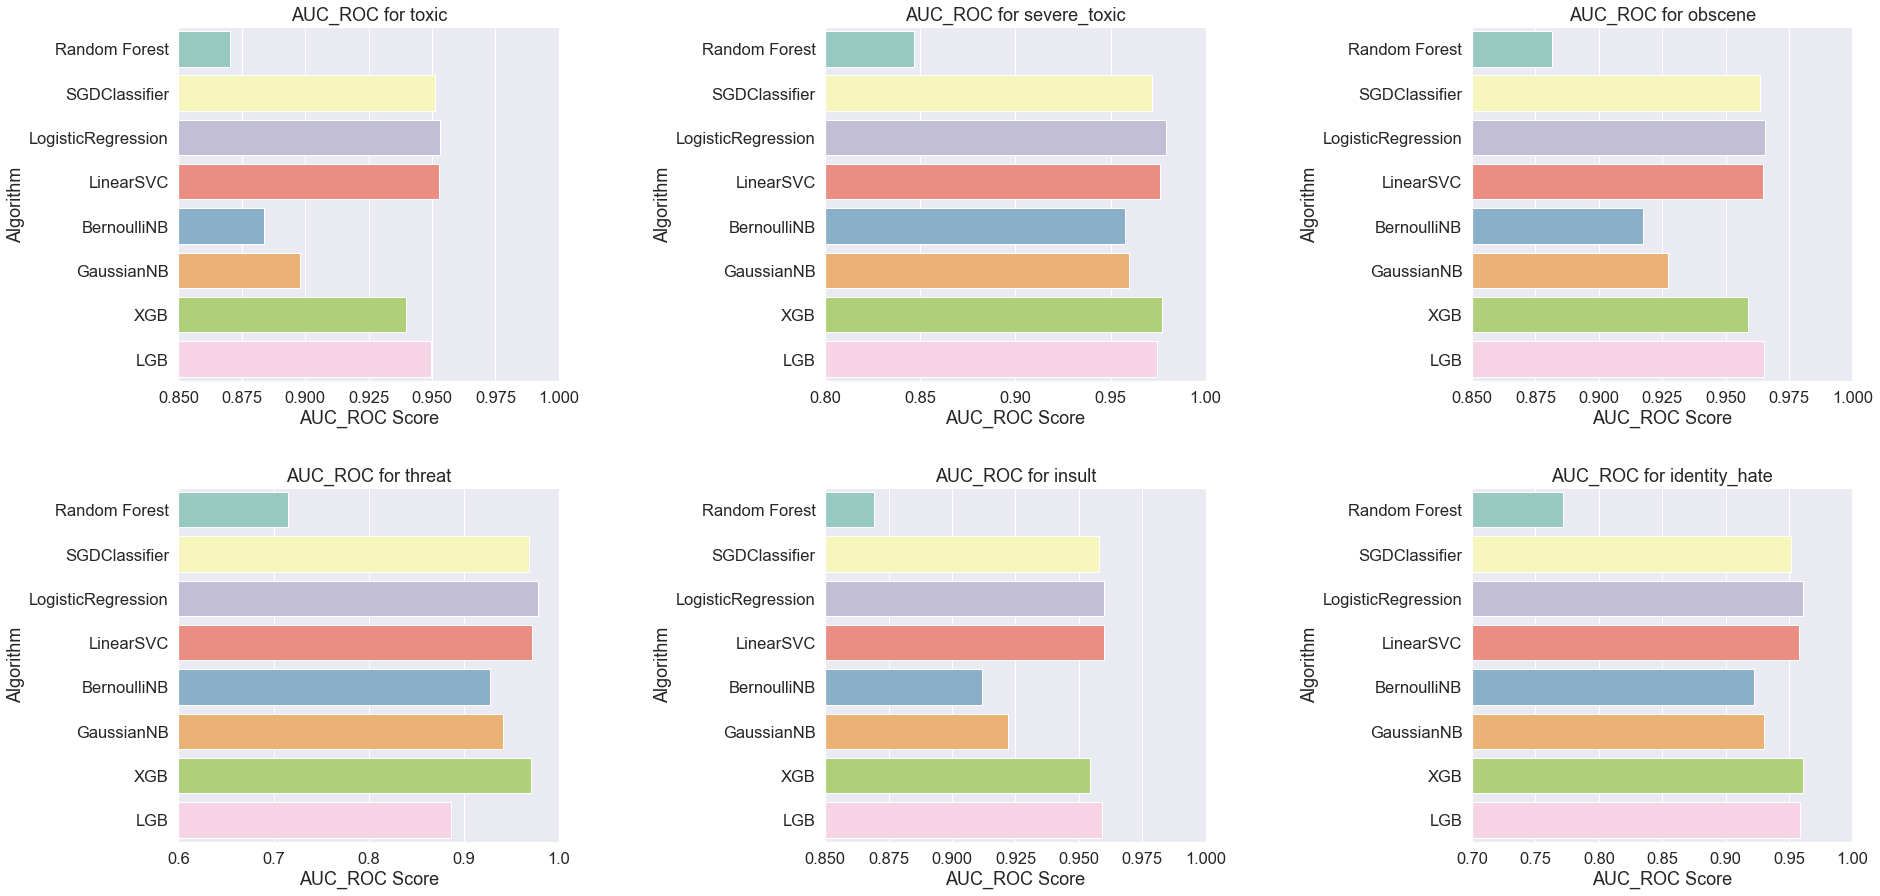 AUC_ROC for toxic
Random Forest
SGDClassifier
LogisticRegression
LinearSVC
BernoulliNB
GaussianNB
XGB
LGB
Algorithm
0.850 0.875 0.900 0.925 0.950 0.975 1.000
AUC_ROC Score
AUC_ROC for severe_toxic
Random Forest
SGDClassifier
LogisticRegression
LinearSVC
BernoulliNB
GaussianNB
XGB
LGB
Algorithm
0.80 0.85 0.90 0.95 1.00
AUC_ROC Score
AUC_ROC for obscene
Random Forest
SGDClassifier
LogisticRegression
LinearSVC
BernoulliNB
GaussianNB
XGB
LGB
Algorithm
0.850 0.875 0.900 0.925 0.950 0.975 1.000
AUC_ROC Score
AUC_ROC for threat
Random Forest
SGDClassifier
LogisticRegression
LinearSVC
BernoulliNB
GaussianNB
XGB
LGB
Algorithm
0.6 0.7 0.8 0.9 1.0
AUC_ROC Score
AUC_ROC for insult
Random Forest
SGDClassifier
LogisticRegression
LinearSVC
BernoulliNB
GaussianNB
XGB
LGB
Algorithm
0.850 0.875 0.900 0.925 0.950 0.975 1.000
AUC_ROC Score
AUC_ROC for identity_hate
Random Forest
SGDClassifier
LogisticRegression
LinearSVC
BernoulliNB
GaussianNB
XGB
LGB
Algorithm
0.70 0.75 0.80 0.85 0.90 0.95 1.00
AUC_ROC Score